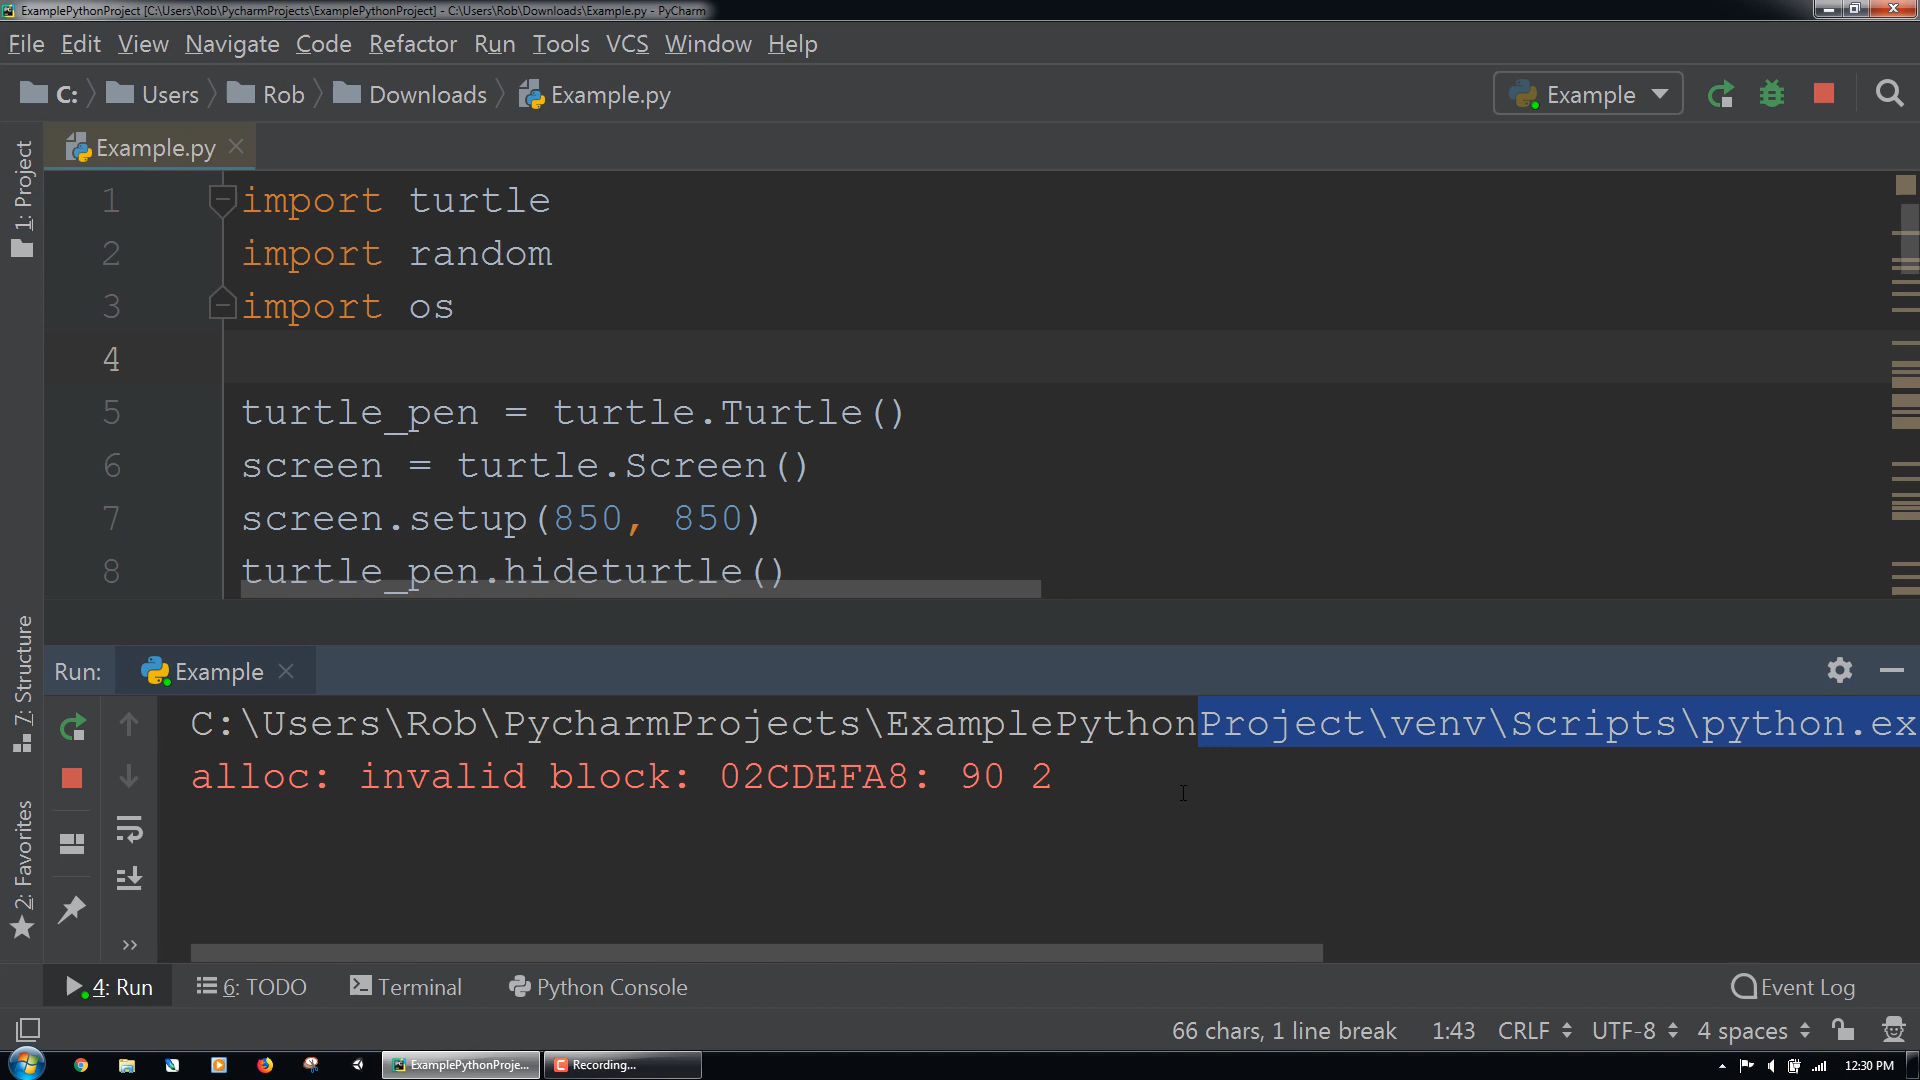 ExamplePythonProject [C:\Users\Rob\PycharmProjects\ExamplePythonProject] - C:\Users\Rob\Downloads\Example.py - PyCharm
File Edit View Navigate Code Refactor Run Tools VCS Window Help
C: Users Rob Downloads Example.py
Example
1: Project
Example.py
1 import turtle
2 import random
3 import os
4
5 turtle_pen = turtle.Turtle()
6 screen = turtle.Screen()
7 screen.setup(850, 850)
8 turtle_pen.hideturtle()
7: Structure
2: Favorites
Run: Example
C:\Users\Rob\PycharmProjects\ExamplePythonProject\venv\Scripts\python.ex
alloc: invalid block: 02CDEFA8: 90 2
4: Run 6: TODO Terminal Python Console Event Log
66 chars, 1 line break 1:43 CRLF UTF-8 4 spaces
ExamplePythonProje... Recording... 12:30 PM